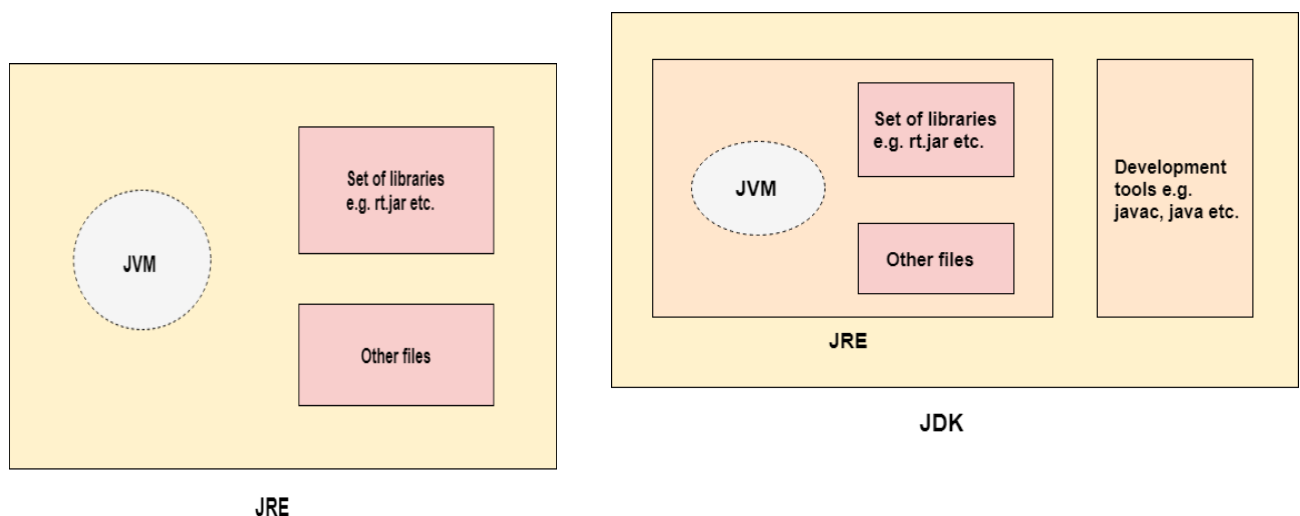 JVM
Set of libraries
e.g. rt.jar etc.
Other files
JRE
JVM
Set of libraries
e.g. rt.jar etc.
Other files
JRE
Development
tools e.g.
javac, java etc.
JDK